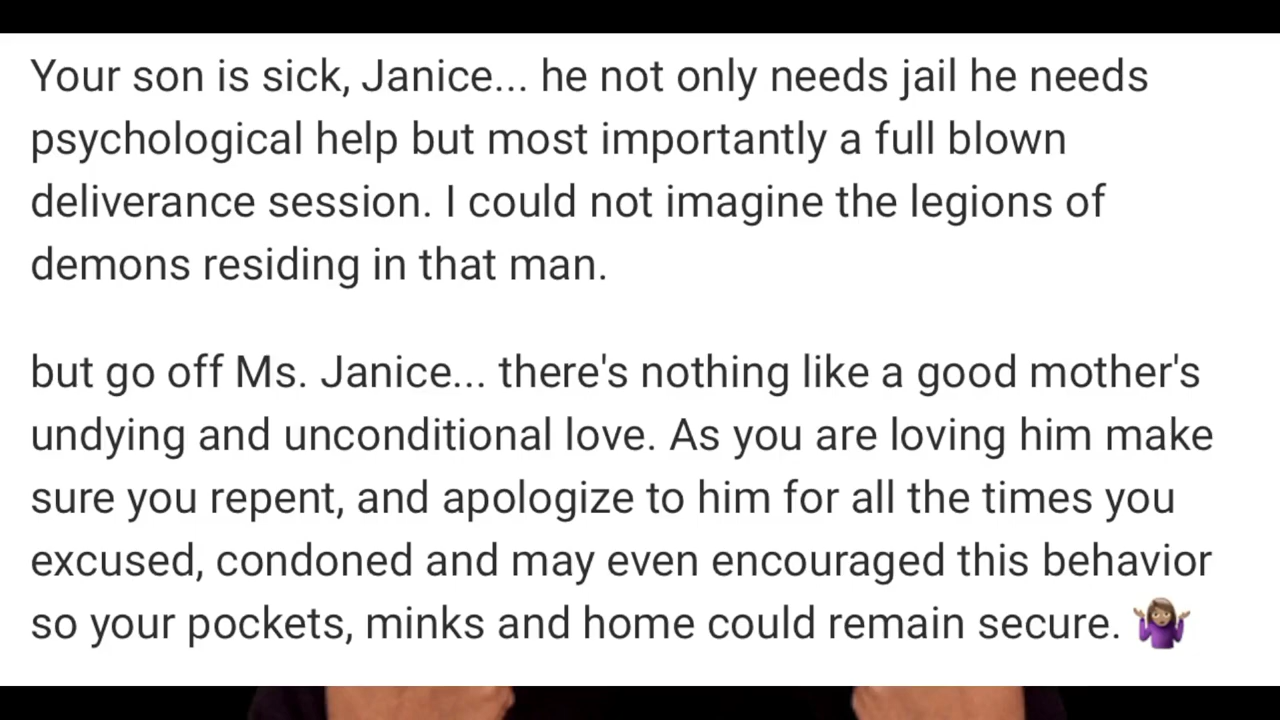 Your son is sick, Janice... he not only needs jail he needs
psychological help but most importantly a full blown
deliverance session. I could not imagine the legions of
demons residing in that man.
but go off Ms. Janice... there's nothing like a good mother's
undying and unconditional love. As you are loving him make
sure you repent, and apologize to him for all the times you
excused, condoned and may even encouraged this behavior
so your pockets, minks and home could remain secure. 🤷🏽‍♀️